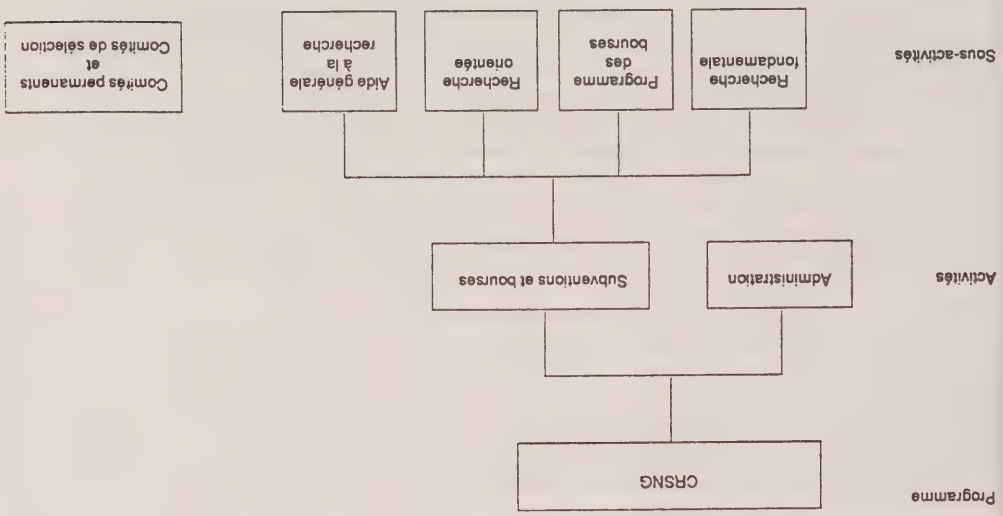 Programme
CRSNG
Activités
Administration
Subventions et bourses
Sous-activités
Recherche
fondamentale
Programme
des
bourses
Recherche
orientée
Aide générale
à la
recherche
Comités permanents
et
Comités de sélection